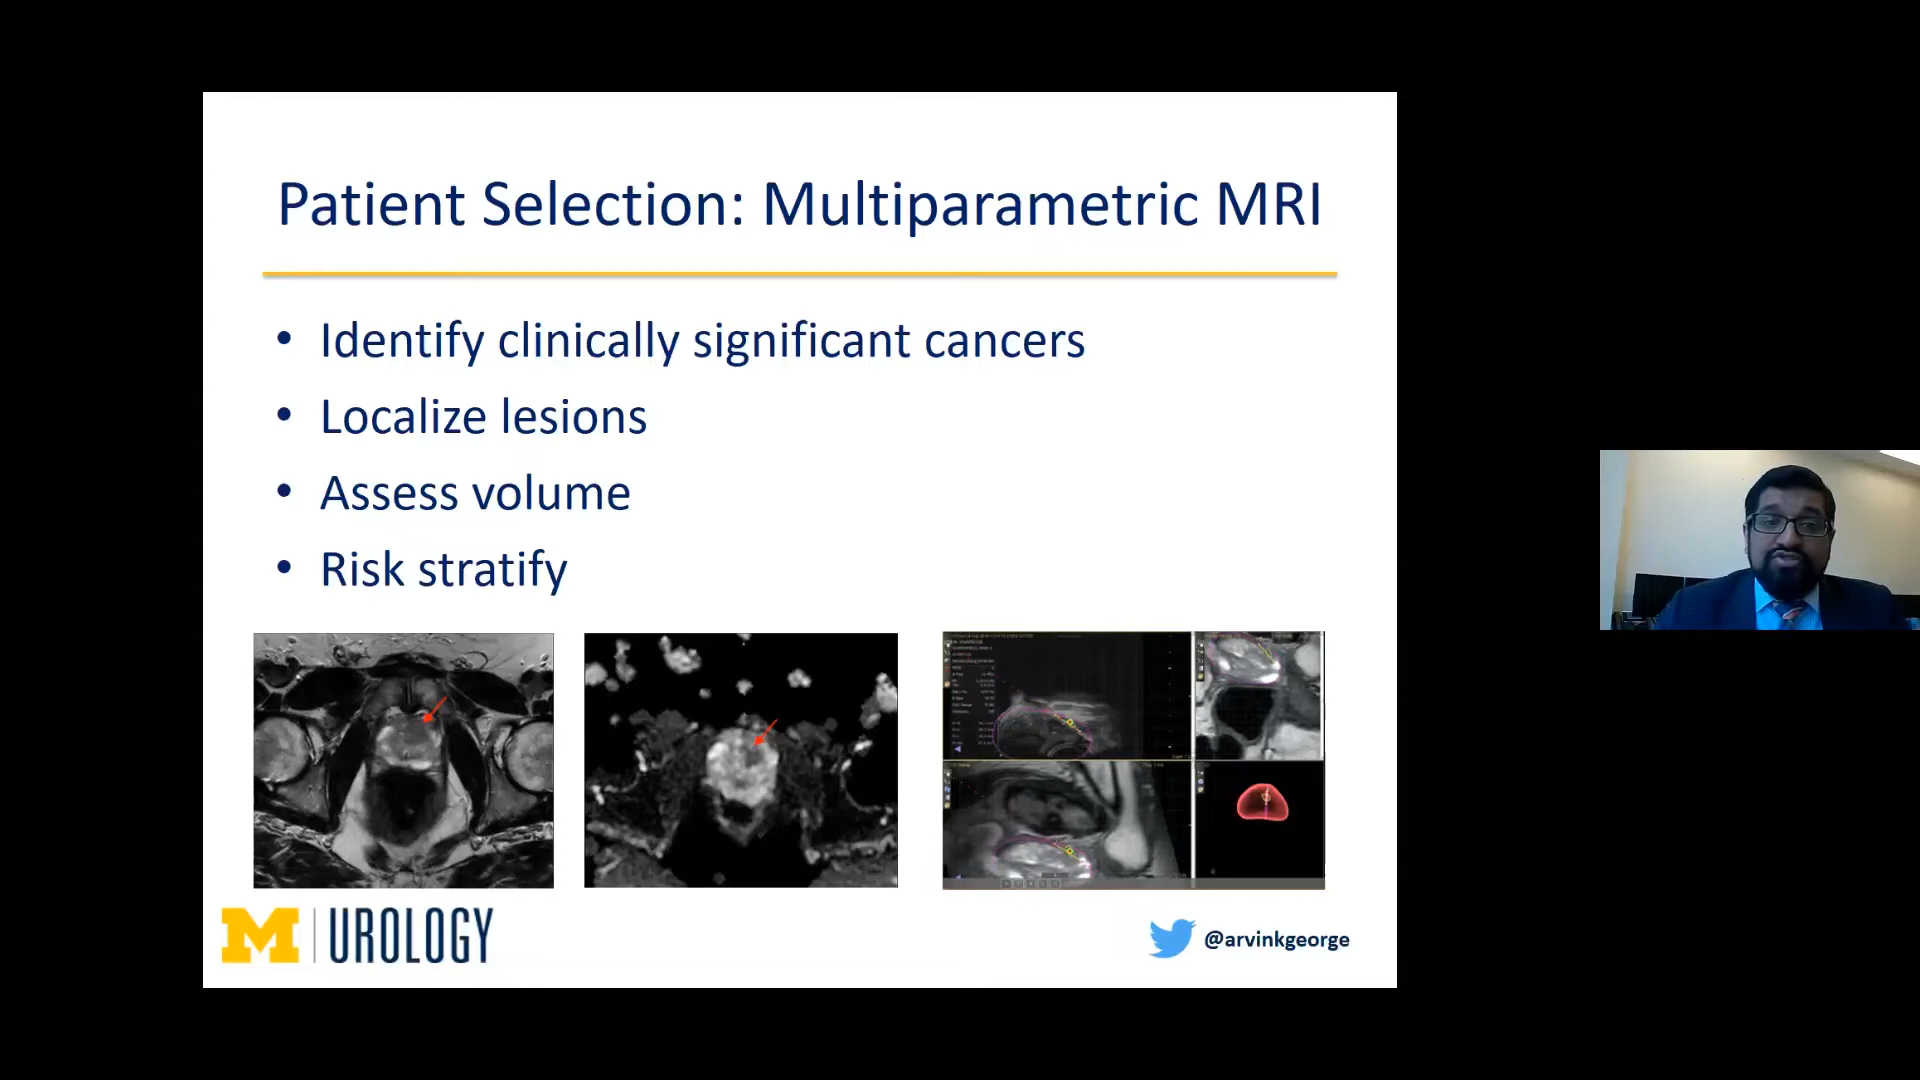 Patient Selection: Multiparametric MRI
• Identify clinically significant cancers
• Localize lesions
• Assess volume
• Risk stratify
M UROLOGY
@arvinkgeorge